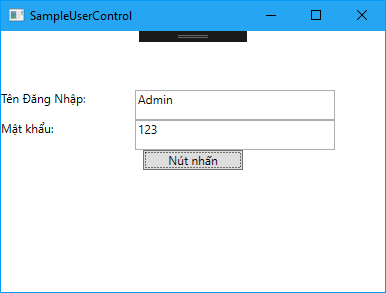 SampleUserControl
Tên Đăng Nhập: Admin
Mật khẩu: 123
Nút nhấn